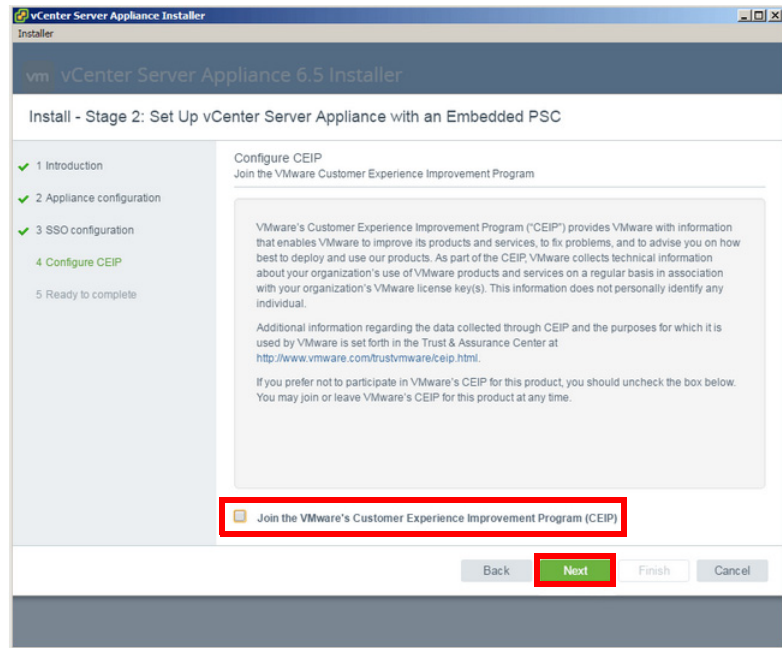 vCenter Server Appliance Installer
Installer
vm vCenter Server Appliance 6.5 Installer
Install - Stage 2: Set Up vCenter Server Appliance with an Embedded PSC
1 Introduction
2 Appliance configuration
3 SSO configuration
4 Configure CEIP
5 Ready to complete
Configure CEIP
Join the VMware Customer Experience Improvement Program
VMware's Customer Experience Improvement Program ("CEIP") provides VMware with information
that enables VMware to improve its products and services, to fix problems, and to advise you on how
best to deploy and use our products. As part of the CEIP, VMware collects technical information
about your organization's use of VMware products and services on a regular basis in association
with your organization's VMware license key(s). This information does not personally identify any
individual.
Additional information regarding the data collected through CEIP and the purposes for which it is
used by VMware is set forth in the Trust & Assurance Center at
http://www.vmware.com/trustvmware/ceip.html.
If you prefer not to participate in VMware's CEIP for this product, you should uncheck the box below.
You may join or leave VMware's CEIP for this product at any time.
Join the VMware's Customer Experience Improvement Program (CEIP)
Back Next Finish Cancel